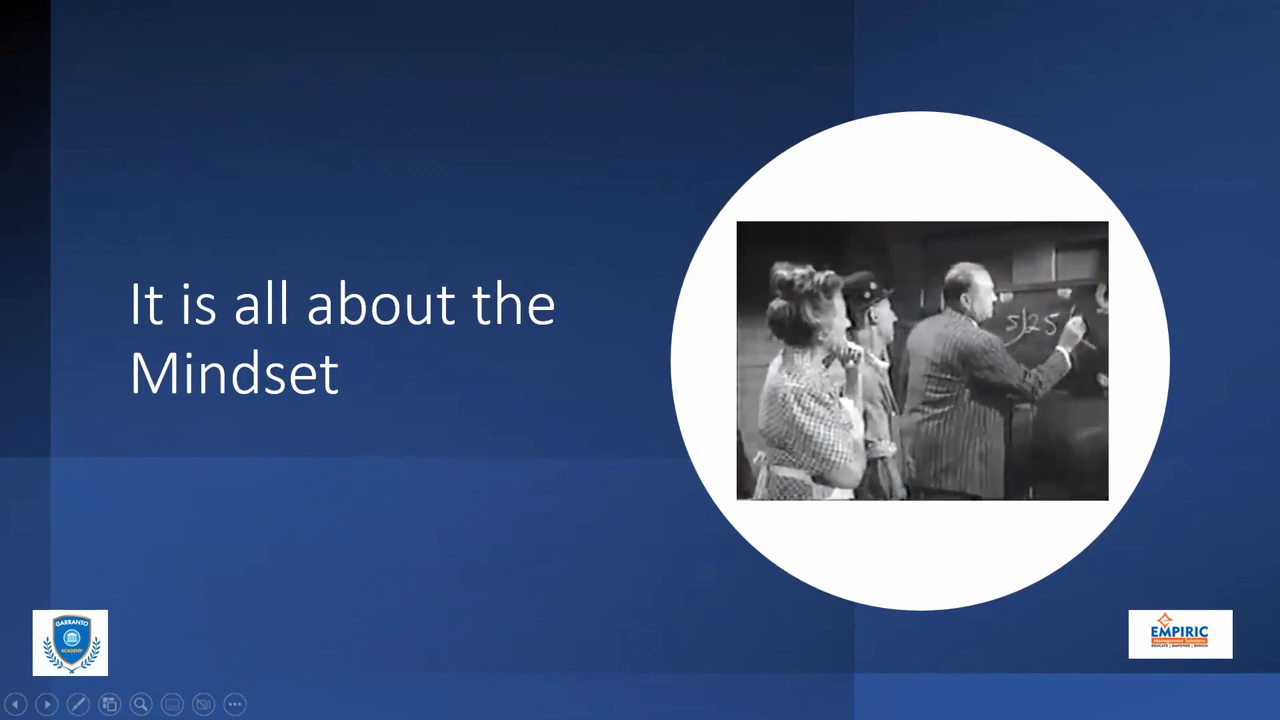 It is all about the
Mindset
5)25
GARRANTO
ACADEMY
EMPIRIC
Management Solutions
EDUCATE | EMPOWER | ENRICH